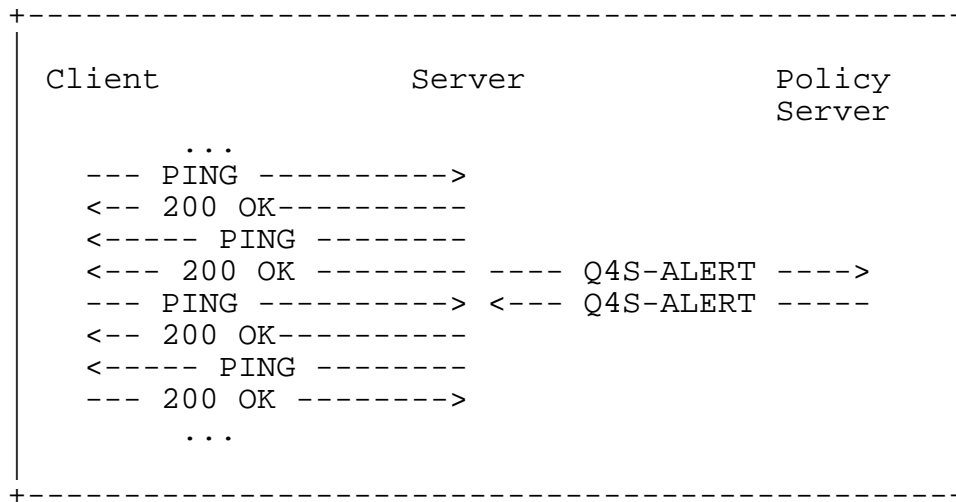 +------------------------------------------------
|
| Client             Server             Policy
|                                       Server
|        ...
|   --- PING ---------->
|   <-- 200 OK----------
|   <----- PING --------
|   <--- 200 OK -------- ---- Q4S-ALERT ---->
|   --- PING ----------> <--- Q4S-ALERT -----
|   <-- 200 OK----------
|   <----- PING --------
|   --- 200 OK -------->
|        ...
|
+------------------------------------------------